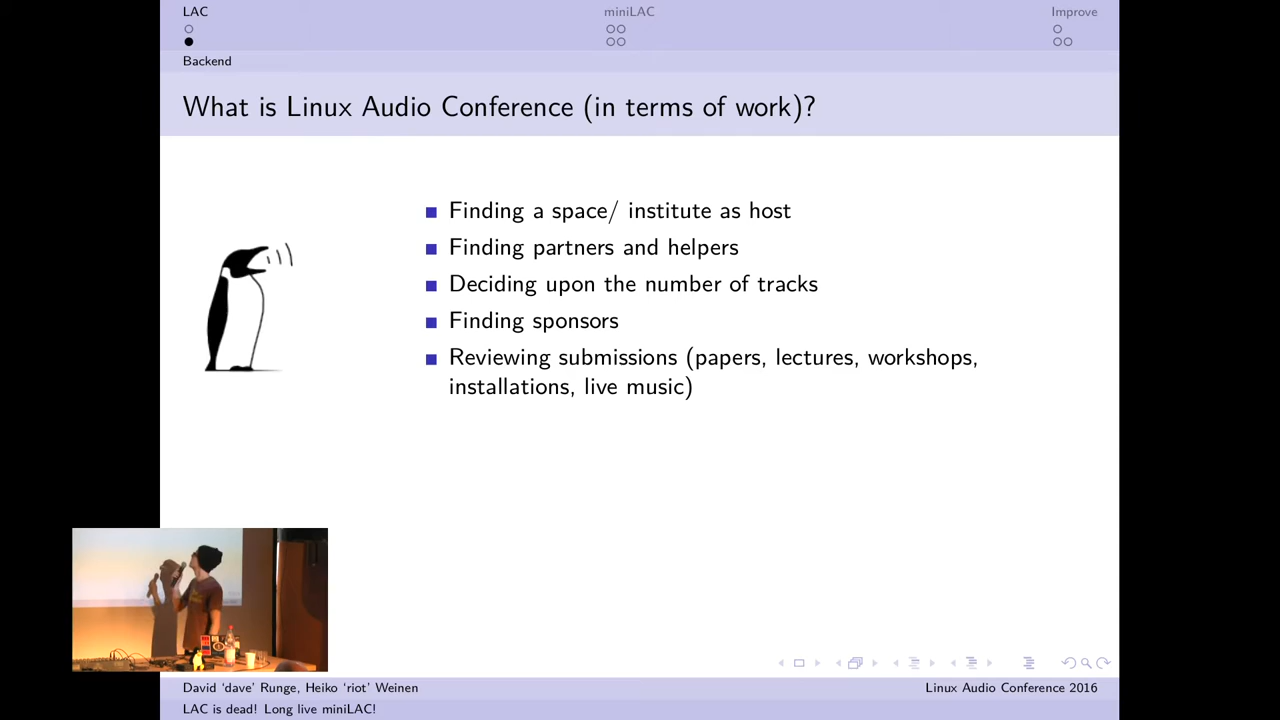 LAC
miniLAC
Improve
Backend
What is Linux Audio Conference (in terms of work)?
Finding a space/ institute as host
Finding partners and helpers
Deciding upon the number of tracks
Finding sponsors
Reviewing submissions (papers, lectures, workshops,
installations, live music)
David ‘dave’ Runge, Heiko ‘riot’ Weinen
Linux Audio Conference 2016
LAC is dead! Long live miniLAC!